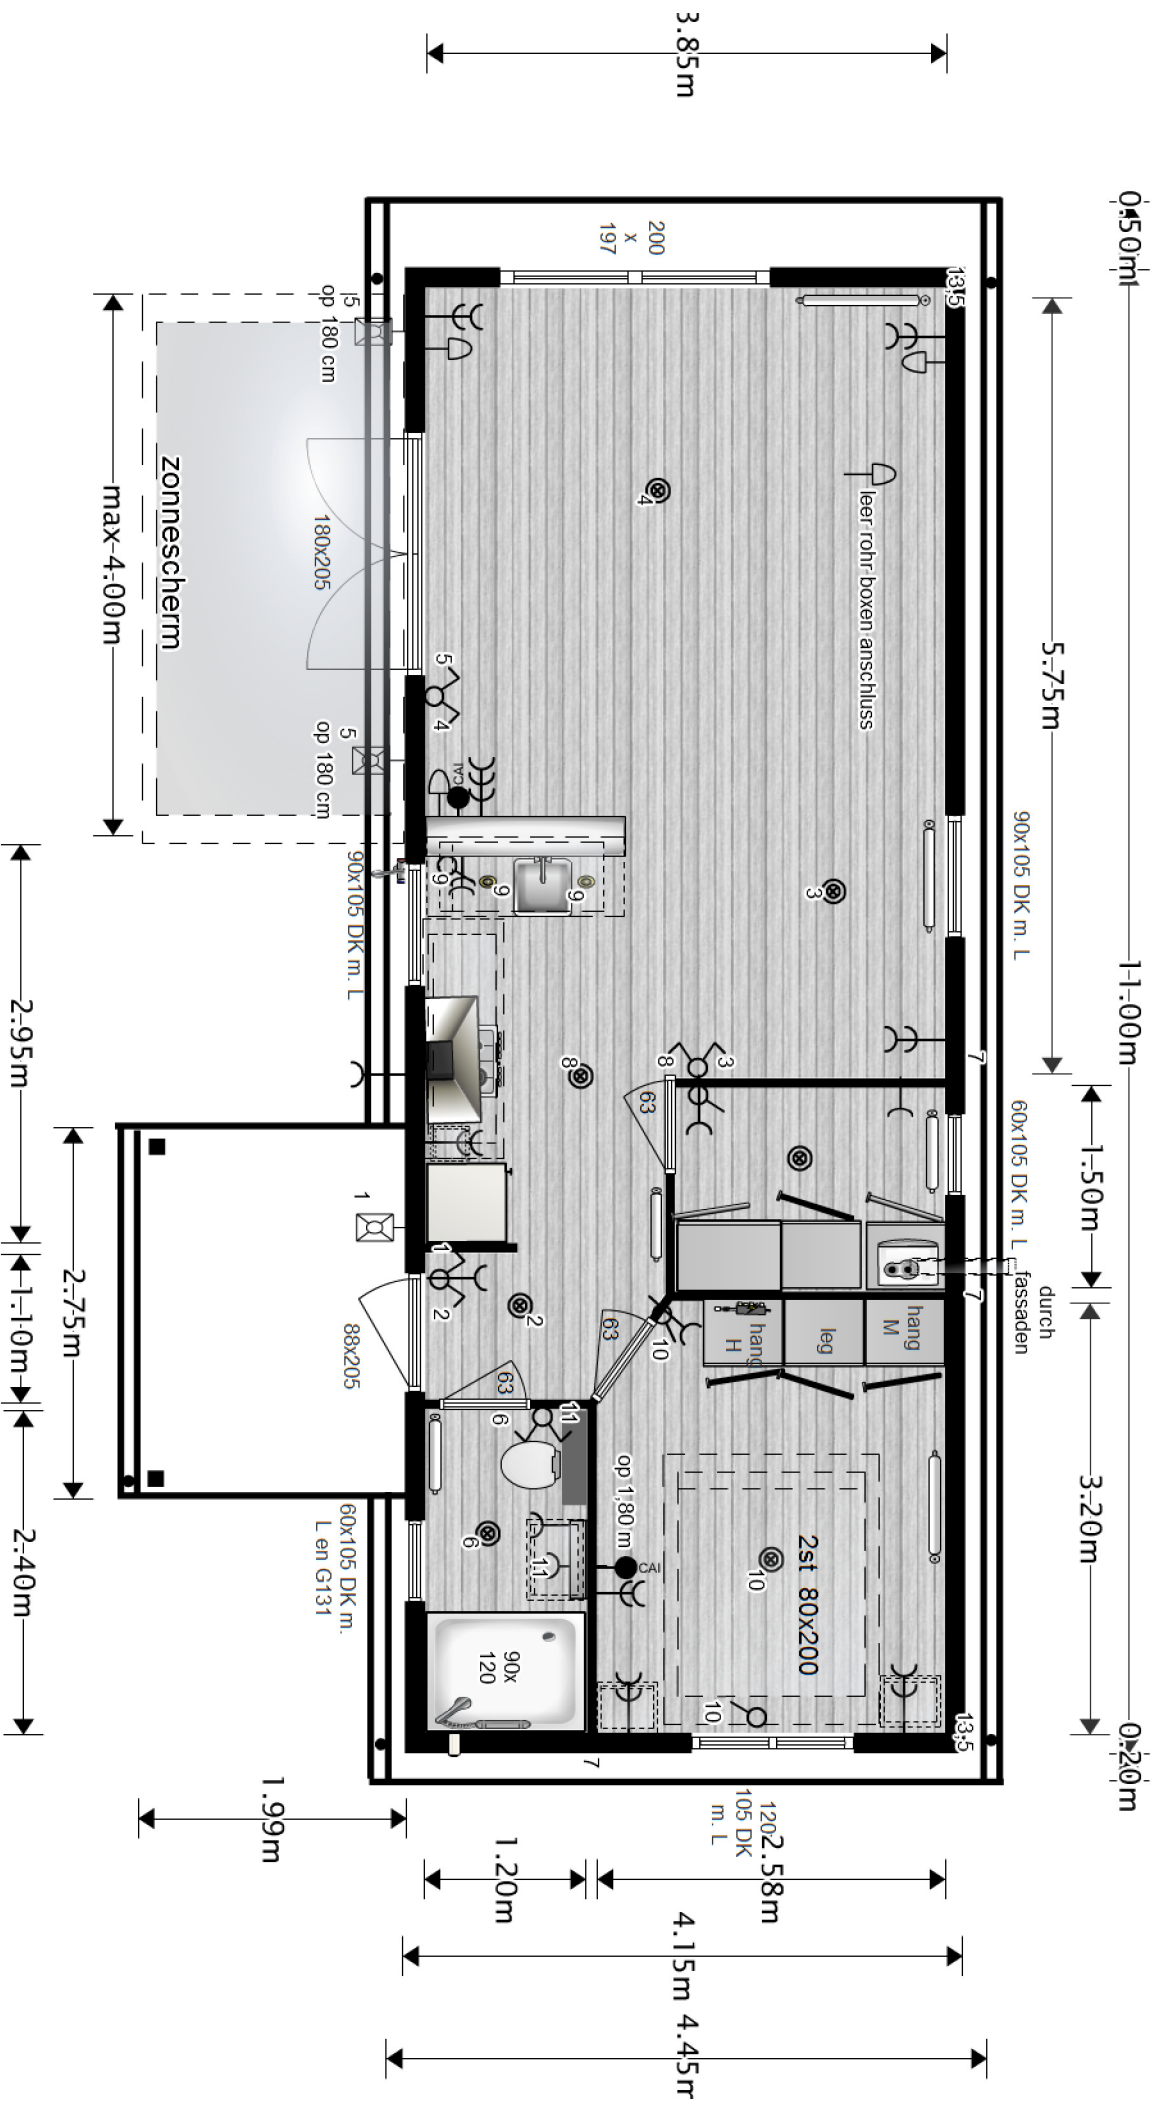 3.85m
0.50m
200
x
197
13,5
5
op 180 cm
4
leer rohr boxen anschluss
zonnescherm
180x205
max 4.00m
5.75m
5
4
5
op 180 cm
CAI
90x105 DK m. L
90x105 DK m. L
9
9
9
3
11.00m
2.95m
8
8
3
7
63
60x105 DK m. L
1.50m
1
1
2
2
2.75m
1.10m
88x205
63
63
10
7
durch
fassaden
hang
H
leg
hang
M
6
11
6
11
op 1,80 m
CAI
10
2st 80x200
3.20m
60x105 DK m.
L en G131
2.40m
90x
120
10
13,5
0.20m
7
1.99m
120x
105 DK
m. L
1.20m
2.58m
4.15m
4.45m